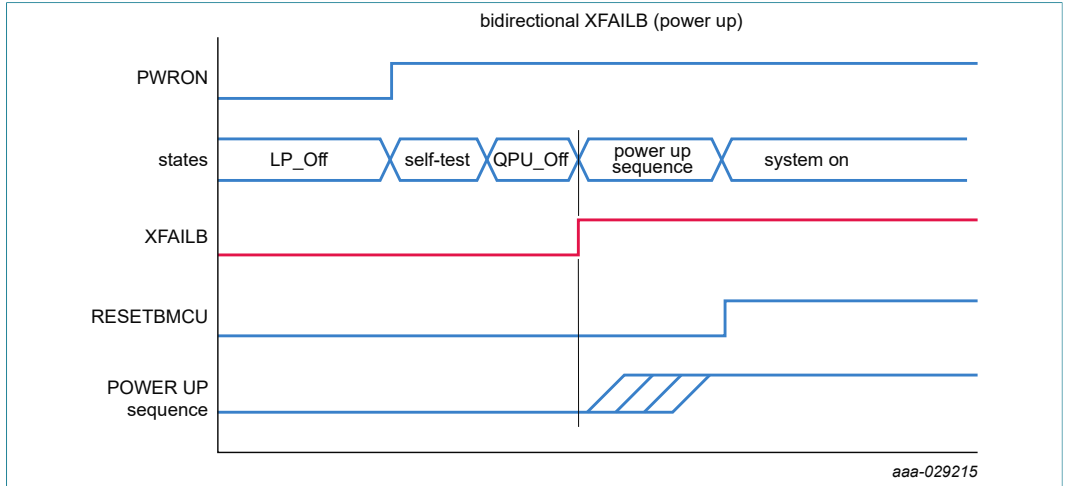 bidirectional XFAILB (power up)
PWRON
states
LP_Off
self-test
QPU_Off
power up
sequence
system on
XFAILB
RESETBMCU
POWER UP
sequence
aaa-029215